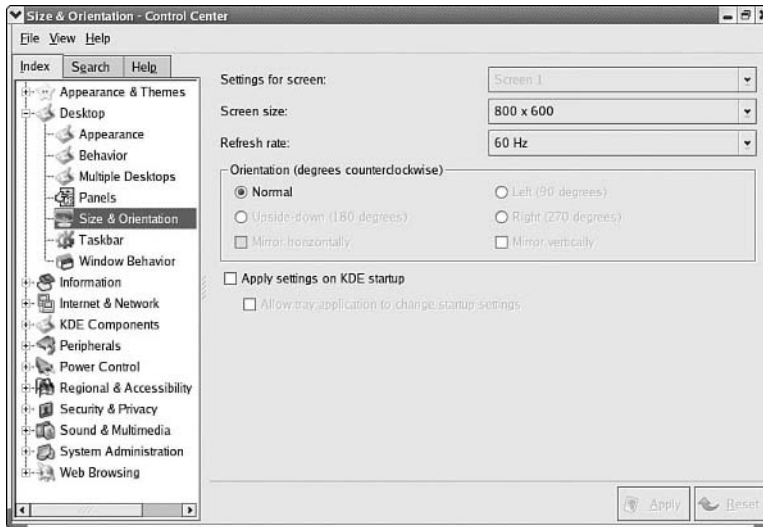 Size & Orientation - Control Center
File View Help
Index Search Help
Appearance & Themes
Desktop
Appearance
Behavior
Multiple Desktops
Panels
Size & Orientation
Taskbar
Window Behavior
Information
Internet & Network
KDE Components
Peripherals
Power Control
Regional & Accessibility
Security & Privacy
Sound & Multimedia
System Administration
Web Browsing
Settings for screen: Screen 1
Screen size: 800 x 600
Refresh rate: 60 Hz
Orientation (degrees counterclockwise)
Normal Left (90 degrees)
Upside-down (180 degrees) Right (270 degrees)
Mirror horizontally Mirror vertically
Apply settings on KDE startup
Allow tray application to change startup settings
Apply Reset